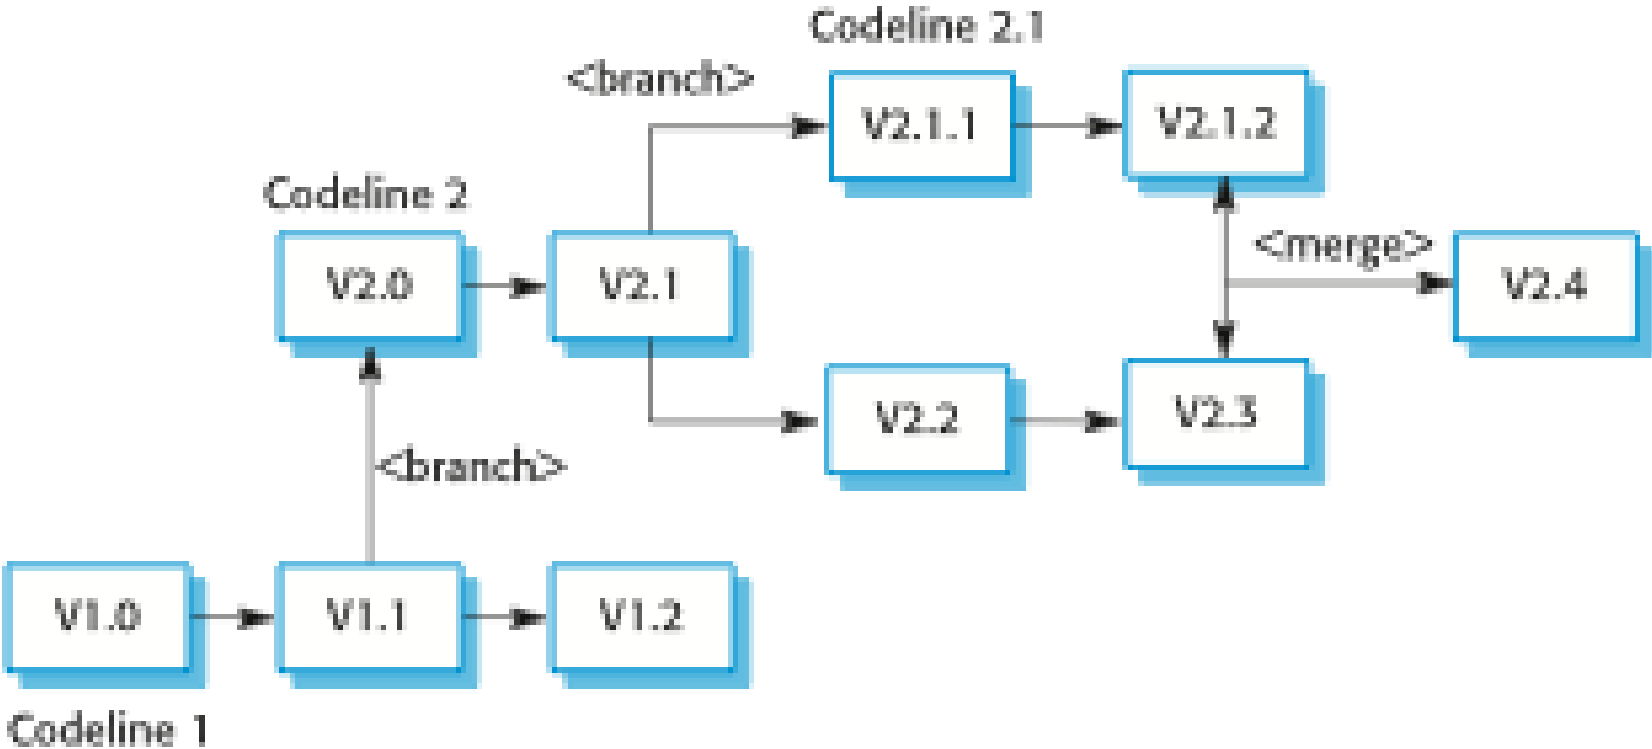 Codeline 2.1
<branch>
V2.1.1
V2.1.2
Codeline 2
<merge>
V2.0
V2.1
V2.4
V2.2
V2.3
<branch>
V1.0
V1.1
V1.2
Codeline 1